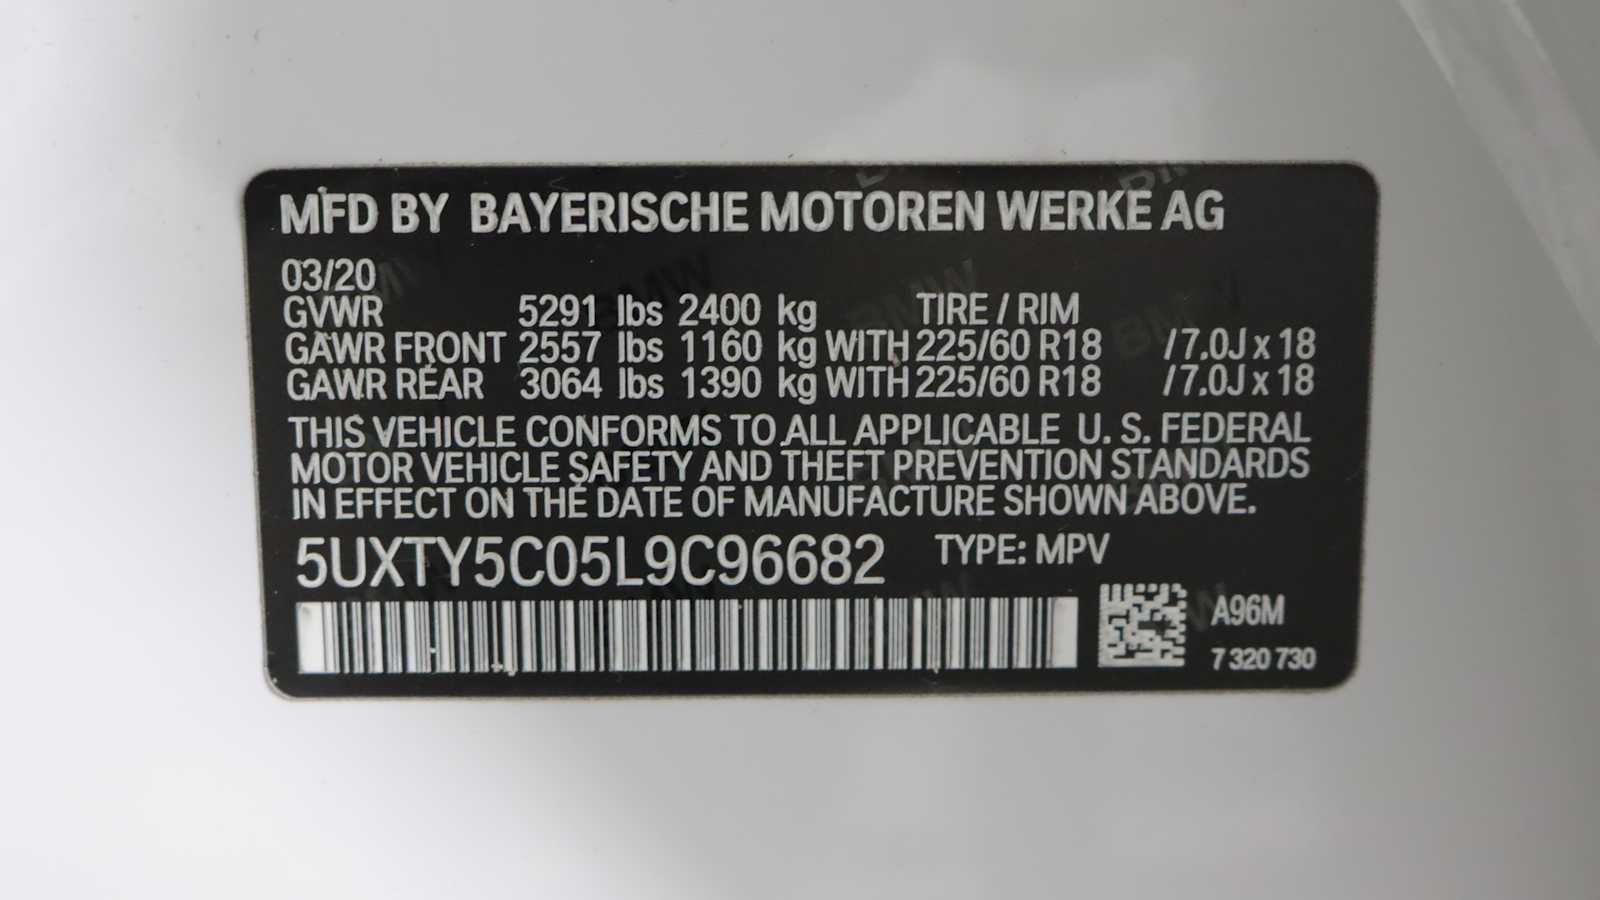 MFD BY BAYERISCHE MOTOREN WERKE AG
03/20
GVWR 5291 lbs 2400 kg TIRE / RIM
GAWR FRONT 2557 lbs 1160 kg WITH 225/60 R18 /7.0J x 18
GAWR REAR 3064 lbs 1390 kg WITH 225/60 R18 /7.0J x 18
THIS VEHICLE CONFORMS TO ALL APPLICABLE U. S. FEDERAL
MOTOR VEHICLE SAFETY AND THEFT PREVENTION STANDARDS
IN EFFECT ON THE DATE OF MANUFACTURE SHOWN ABOVE.
5UXTY5C05L9C96682 TYPE: MPV
A96M
7 320 730